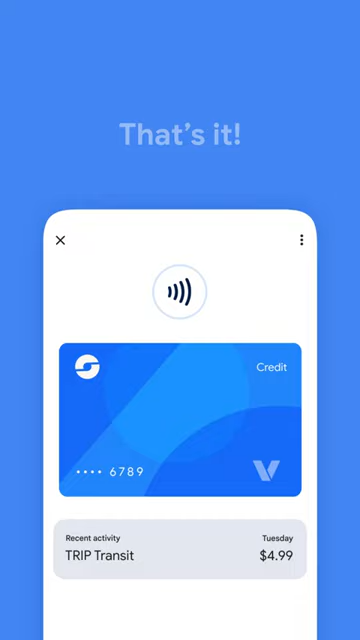 That's it!
Credit
•••• 6789
Recent activity
Tuesday
TRIP Transit
$4.99